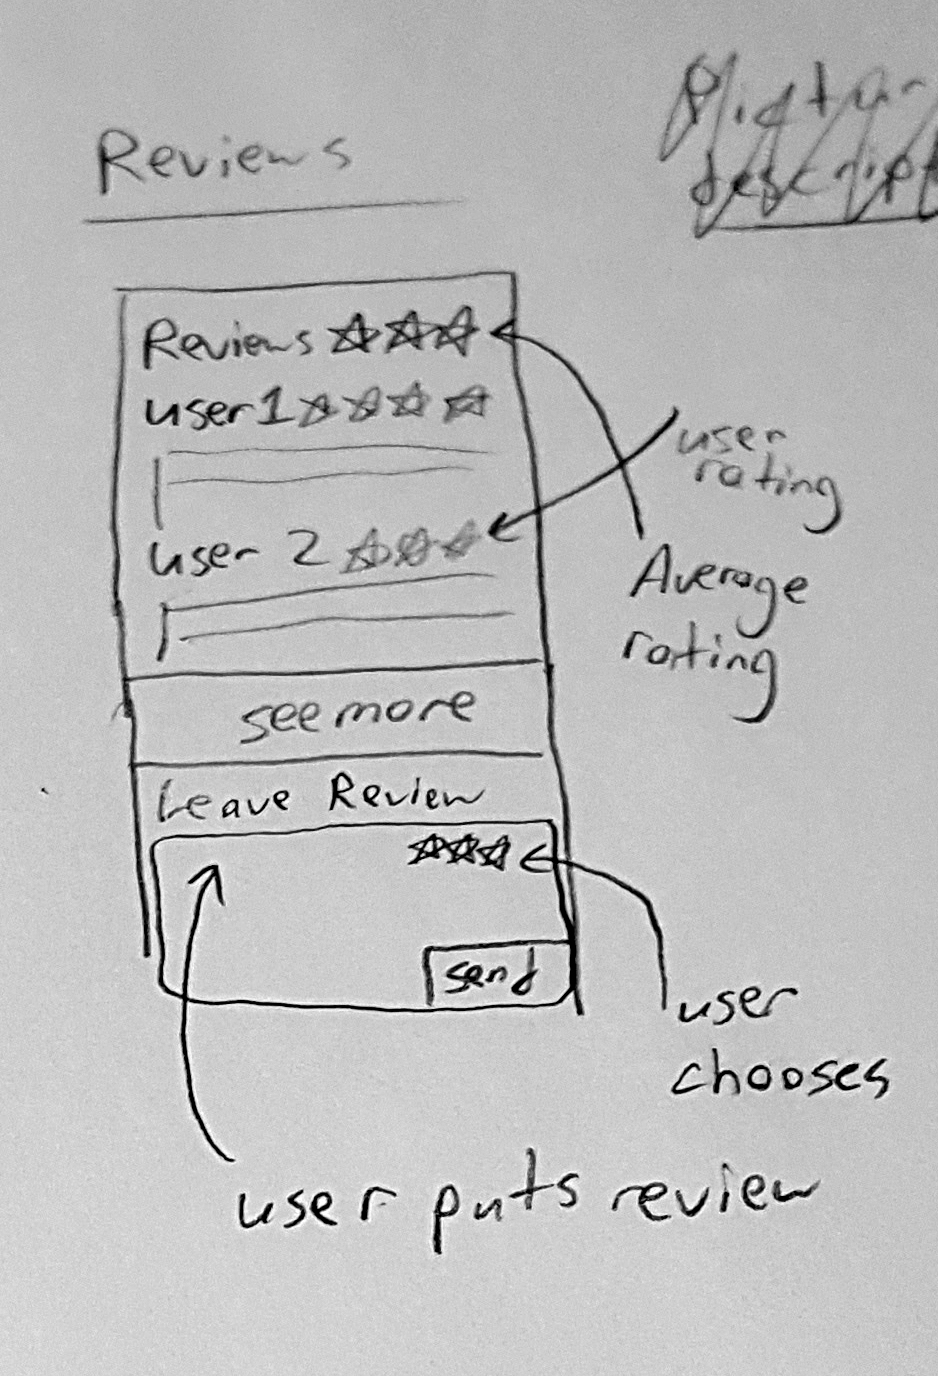 Reviews
Reviews
user1
user 2
see more
Leave Review
send
user
rating
Average
rating
user
chooses
user puts review